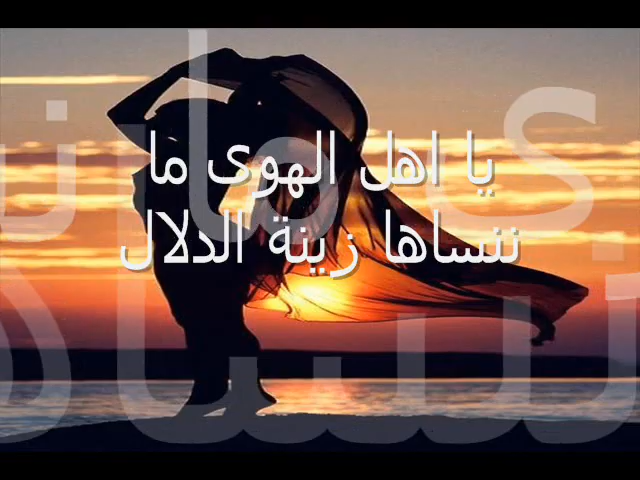 يا اهل الهوى ما
ننساها زينة الدلال